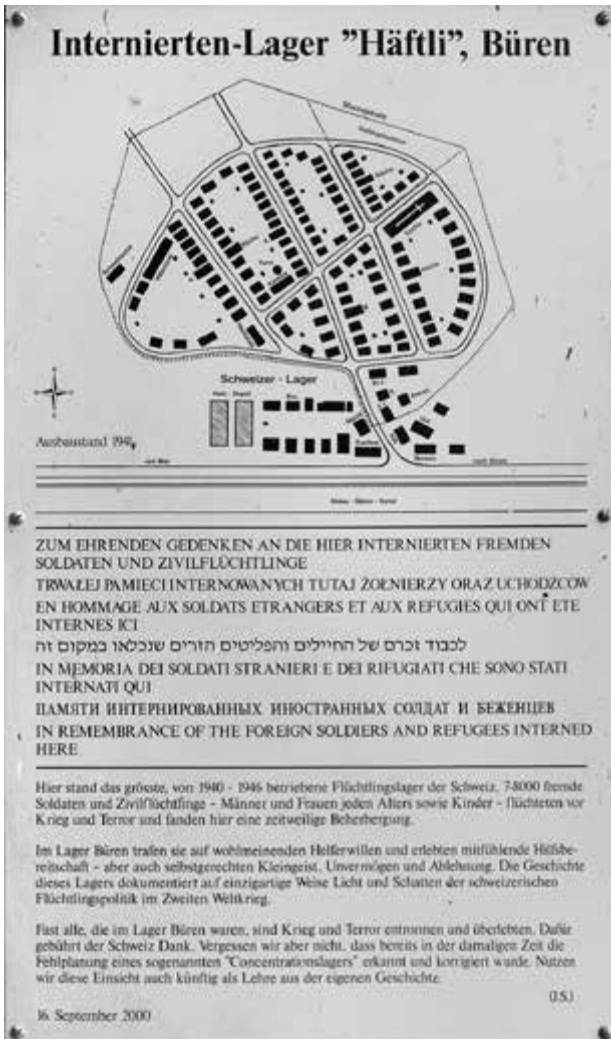 Internierten-Lager "Häftli", Büren
Schweizer - Lager
Ausbaustand 1941
ZUM EHRENDEN GEDENKEN AN DIE HIER INTERNIERTEN FREMDEN
SOLDATEN UND ZIVILFLÜCHTLINGE
TRWAŁEJ PAMIECI INTERNOWANYCH TUTAJ ŻOŁNIERZY ORAZ UCHODZCOW
EN HOMMAGE AUX SOLDATS ETRANGERS ET AUX REFUGIES QUI ONT ETE
INTERNES ICI
לכבוד זכרם של החיילים והפליטים הזרים שנכלאו במקום זה
IN MEMORIA DEI SOLDATI STRANIERI E DEI RIFUGIATI CHE SONO STATI
INTERNATI QUI
ПАМЯТИ ИНТЕРНИРОВАННЫХ ИНОСТРАННЫХ СОЛДАТ И БЕЖЕНЦЕВ
IN REMEMBRANCE OF THE FOREIGN SOLDIERS AND REFUGEES INTERNED
HERE
Hier stand das grösste, von 1940 - 1946 betriebene Flüchtlingslager der Schweiz. 7-8000 fremde
Soldaten und Zivilflüchtlinge - Männer und Frauen jeden Alters sowie Kinder - flüchteten vor
Krieg und Terror und fanden hier eine zeitweilige Beherbergung.
Im Lager Büren trafen sie auf wohlmeinenden Helferwillen und erlebten mitfühlende Hilfsbe-
reitschaft - aber auch selbstgerechten Kleingeist, Unvermögen und Ablehnung. Die Geschichte
dieses Lagers dokumentiert auf einzigartige Weise Licht und Schatten der schweizerischen
Flüchtlingspolitik im Zweiten Weltkrieg.
Fast alle, die im Lager Büren waren, sind Krieg und Terror entronnen und überlebten. Dafür
gebührt der Schweiz Dank. Vergessen wir aber nicht, dass bereits in der damaligen Zeit die
Fehlplanung eines sogenannten "Concentrationslagers" erkannt und korrigiert wurde. Nutzen
wir diese Einsicht auch künftig als Lehre aus der eigenen Geschichte.
(J.S.)
16. September 2000